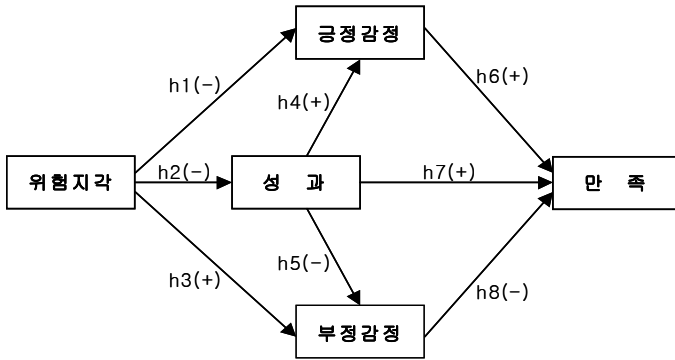 긍정감정
h1(-)
h4(+)
h6(+)
위험지각
h2(-)
성 과
h7(+)
만 족
h3(+)
h5(-)
h8(-)
부정감정